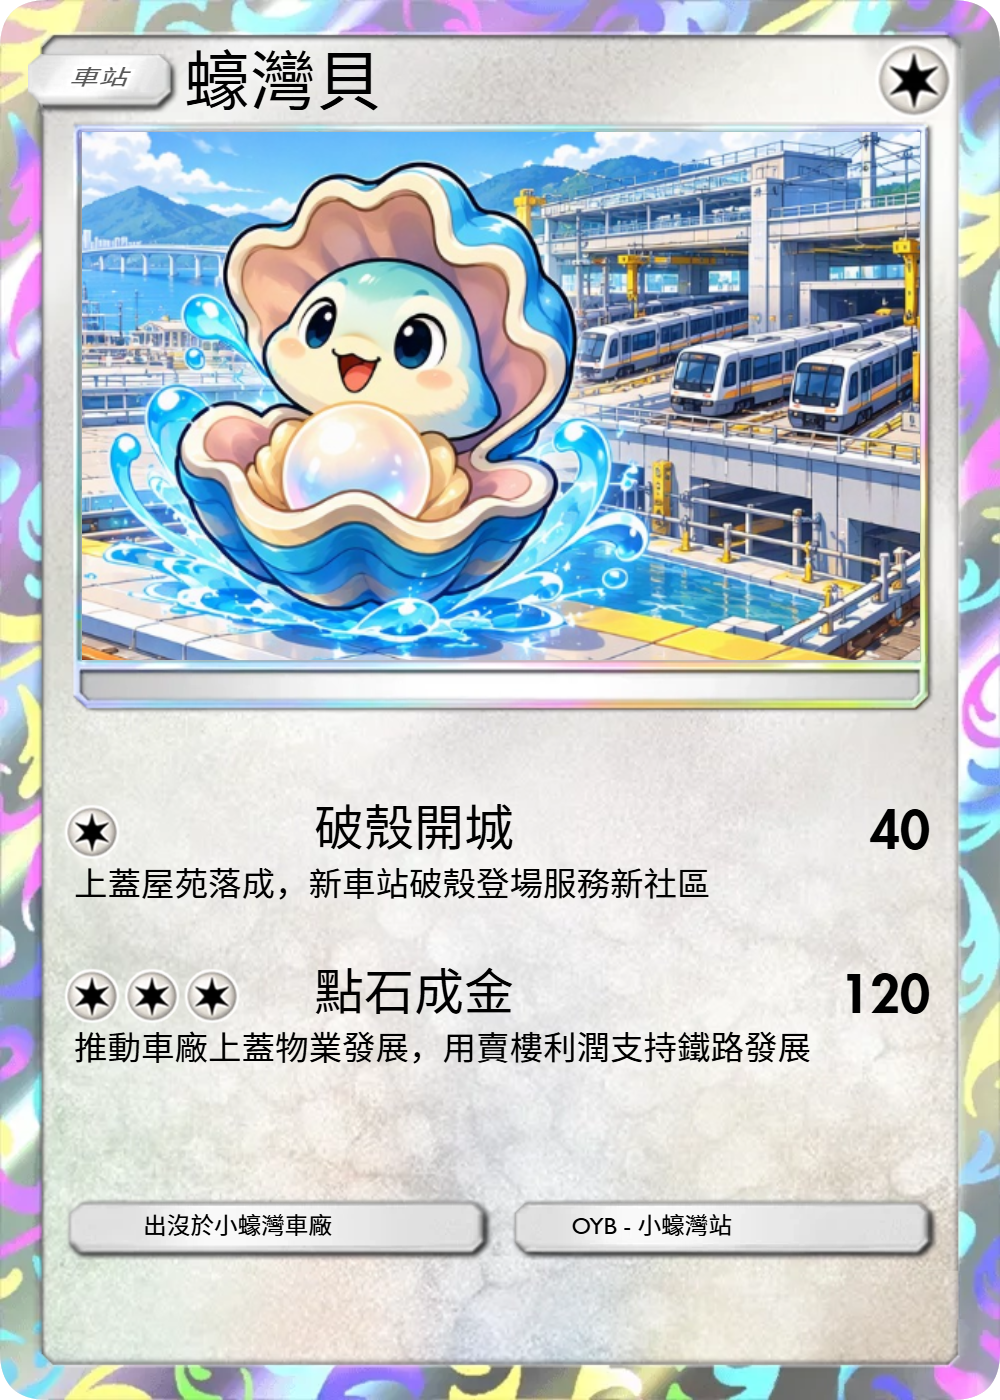 車站
蠔灣貝
破殼開城 40
上蓋屋苑落成，新車站破殼登場服務新社區
點石成金 120
推動車廠上蓋物業發展，用賣樓利潤支持鐵路發展
出沒於小蠔灣車廠
OYB - 小蠔灣站